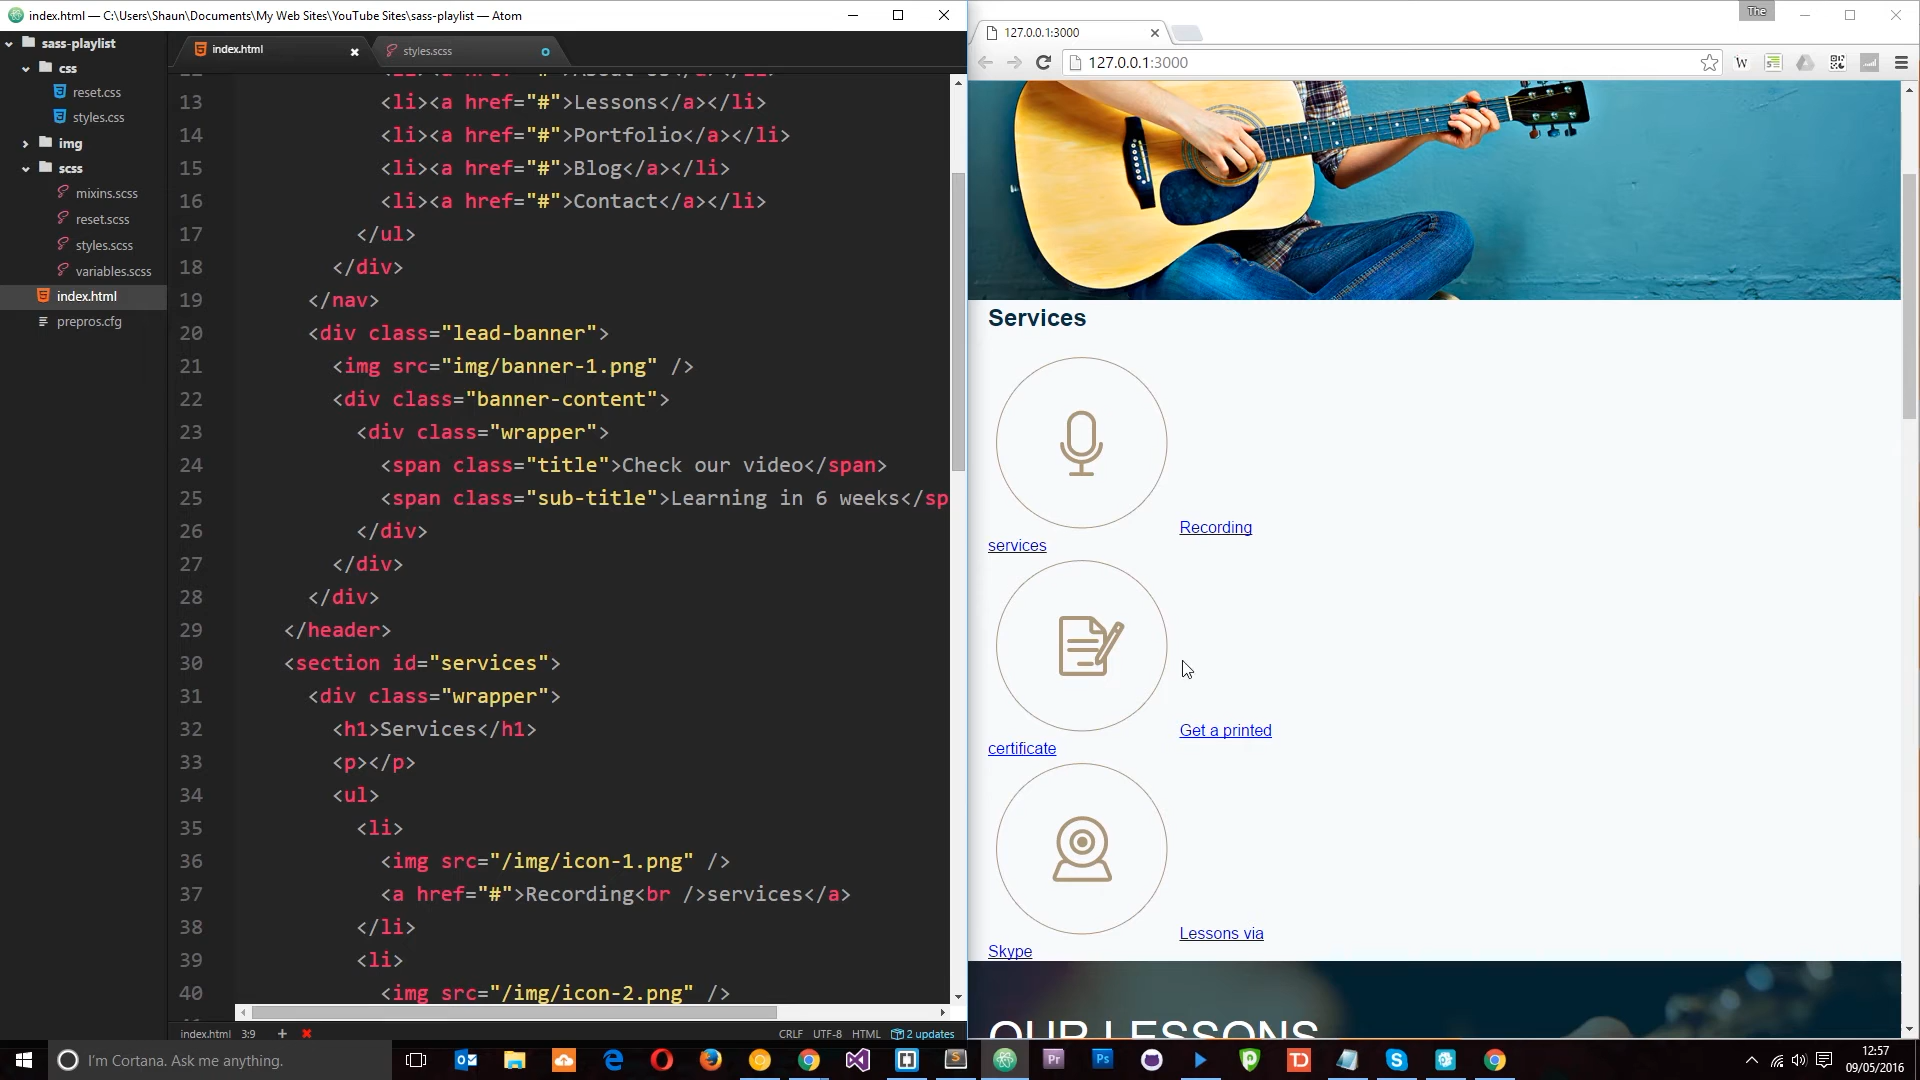 index.html — C:\Users\Shaun\Documents\My Web Sites\YouTube Sites\sass-playlist — Atom
sass-playlist
css
reset.css
styles.css
img
scss
mixins.scss
reset.scss
styles.scss
variables.scss
index.html
prepros.cfg
index.html
styles.scss
13 <li><a href="#">Lessons</a></li>
14 <li><a href="#">Portfolio</a></li>
15 <li><a href="#">Blog</a></li>
16 <li><a href="#">Contact</a></li>
17 </ul>
18 </div>
19 </nav>
20 <div class="lead-banner">
21 <img src="img/banner-1.png" />
22 <div class="banner-content">
23 <div class="wrapper">
24 <span class="title">Check our video</span>
25 <span class="sub-title">Learning in 6 weeks</sp
26 </div>
27 </div>
28 </div>
29 </header>
30 <section id="services">
31 <div class="wrapper">
32 <h1>Services</h1>
33 <p></p>
34 <ul>
35 <li>
36 <img src="/img/icon-1.png" />
37 <a href="#">Recording<br />services</a>
38 </li>
39 <li>
40 <img src="/img/icon-2.png" />
index.html 3:9
CRLF UTF-8 HTML 2 updates
The
127.0.0.1:3000
127.0.0.1:3000
Services
Recording
services
Get a printed
certificate
Lessons via
Skype
OUR LESSONS
I'm Cortana. Ask me anything.
12:57
09/05/2016